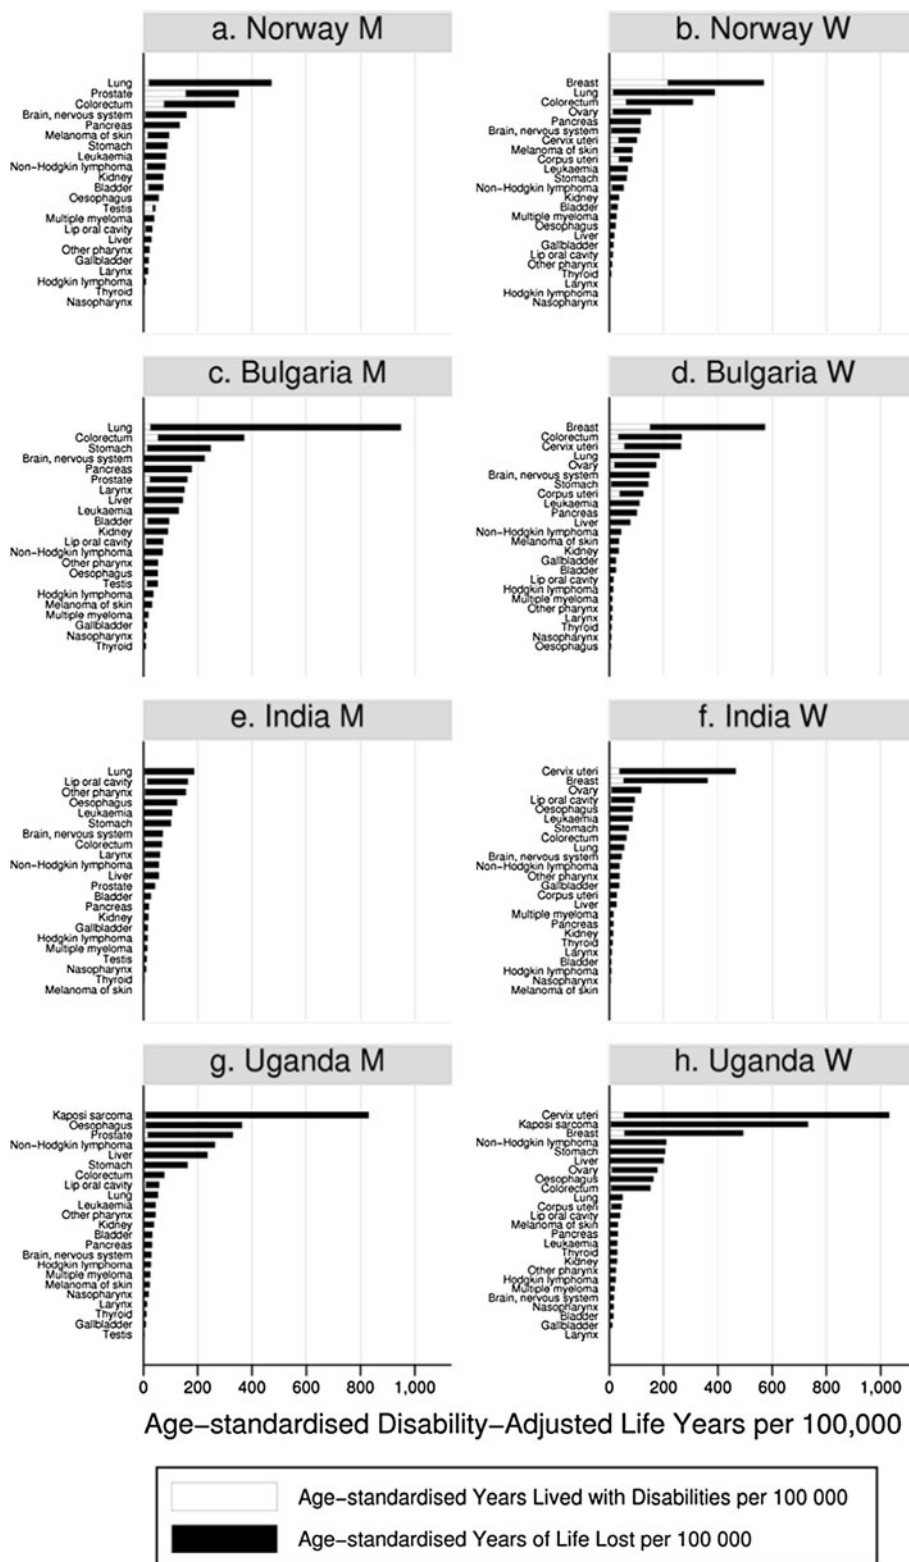 a. Norway M
Lung
Prostate
Colorectum
Brain, nervous system
Pancreas
Melanoma of skin
Stomach
Leukaemia
Non-Hodgkin lymphoma
Kidney
Bladder
Oesophagus
Testis
Multiple myeloma
Lip oral cavity
Liver
Other pharynx
Gallbladder
Larynx
Hodgkin lymphoma
Thyroid
Nasopharynx
b. Norway W
Breast
Lung
Colorectum
Ovary
Pancreas
Brain, nervous system
Cervix uteri
Melanoma of skin
Corpus uteri
Leukaemia
Stomach
Non-Hodgkin lymphoma
Kidney
Bladder
Multiple myeloma
Oesophagus
Liver
Gallbladder
Lip oral cavity
Other pharynx
Thyroid
Larynx
Hodgkin lymphoma
Nasopharynx
c. Bulgaria M
Lung
Colorectum
Stomach
Brain, nervous system
Pancreas
Prostate
Larynx
Liver
Leukaemia
Bladder
Kidney
Lip oral cavity
Non-Hodgkin lymphoma
Other pharynx
Oesophagus
Testis
Hodgkin lymphoma
Melanoma of skin
Multiple myeloma
Gallbladder
Nasopharynx
Thyroid
d. Bulgaria W
Breast
Colorectum
Cervix uteri
Lung
Ovary
Brain, nervous system
Stomach
Corpus uteri
Leukaemia
Pancreas
Liver
Non-Hodgkin lymphoma
Melanoma of skin
Kidney
Gallbladder
Bladder
Lip oral cavity
Hodgkin lymphoma
Multiple myeloma
Other pharynx
Larynx
Thyroid
Nasopharynx
Oesophagus
e. India M
Lung
Lip oral cavity
Other pharynx
Oesophagus
Leukaemia
Stomach
Brain, nervous system
Colorectum
Larynx
Non-Hodgkin lymphoma
Liver
Prostate
Bladder
Pancreas
Kidney
Gallbladder
Hodgkin lymphoma
Multiple myeloma
Testis
Nasopharynx
Thyroid
Melanoma of skin
f. India W
Cervix uteri
Breast
Ovary
Lip oral cavity
Oesophagus
Leukaemia
Stomach
Colorectum
Lung
Brain, nervous system
Non-Hodgkin lymphoma
Other pharynx
Gallbladder
Corpus uteri
Liver
Multiple myeloma
Pancreas
Kidney
Thyroid
Larynx
Bladder
Hodgkin lymphoma
Nasopharynx
Melanoma of skin
g. Uganda M
Kaposi sarcoma
Oesophagus
Prostate
Non-Hodgkin lymphoma
Liver
Stomach
Colorectum
Lip oral cavity
Lung
Leukaemia
Other pharynx
Kidney
Bladder
Pancreas
Brain, nervous system
Hodgkin lymphoma
Multiple myeloma
Melanoma of skin
Nasopharynx
Larynx
Thyroid
Gallbladder
Testis
0 200 400 600 800 1,000
h. Uganda W
Cervix uteri
Kaposi sarcoma
Breast
Non-Hodgkin lymphoma
Stomach
Liver
Ovary
Oesophagus
Colorectum
Lung
Corpus uteri
Lip oral cavity
Melanoma of skin
Pancreas
Leukaemia
Thyroid
Kidney
Other pharynx
Hodgkin lymphoma
Multiple myeloma
Brain, nervous system
Nasopharynx
Bladder
Gallbladder
Larynx
0 200 400 600 800 1,000
Age-standardised Disability-Adjusted Life Years per 100,000
Age-standardised Years Lived with Disabilities per 100 000
Age-standardised Years of Life Lost per 100 000